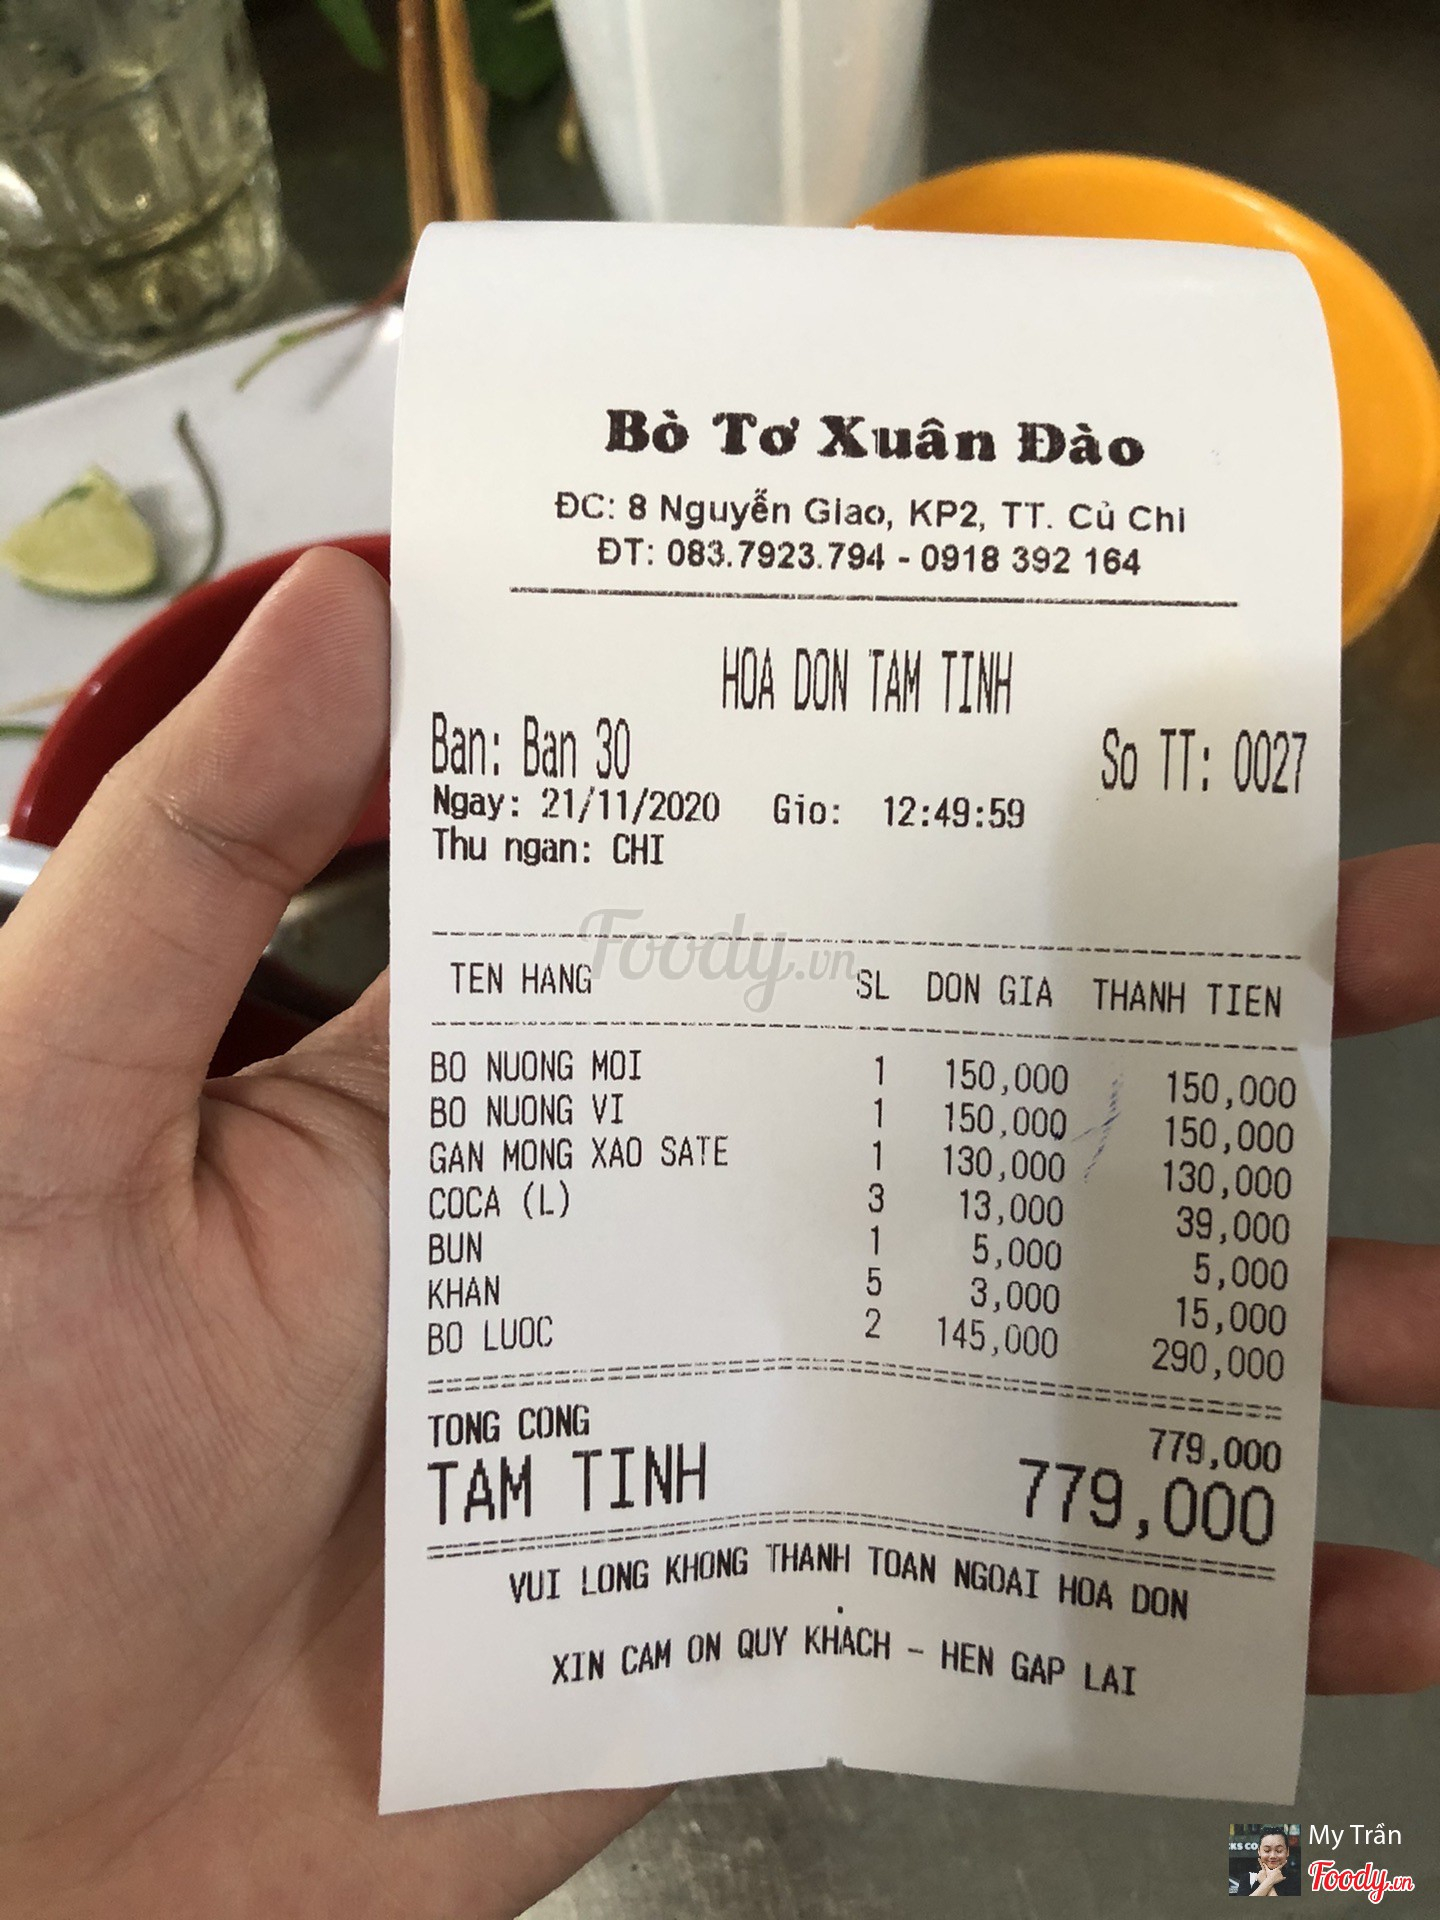 Bò Tơ Xuân Đào
ĐC: 8 Nguyễn Giao, KP2, TT. Củ Chi
ĐT: 083.7923.794 - 0918 392 164
HOA DON TAM TINH
Ban: Ban 30 So TT: 0027
Ngay: 21/11/2020 Gio: 12:49:59
Thu ngan: CHI
Foody.vn
TEN HANG SL DON GIA THANH TIEN
BO NUONG MOI 1 150,000 150,000
BO NUONG VI 1 150,000 150,000
GAN MONG XAO SATE 1 130,000 130,000
COCA (L) 3 13,000 39,000
BUN 1 5,000 5,000
KHAN 5 3,000 15,000
BO LUOC 2 145,000 290,000
TONG CONG 779,000
TAM TINH 779,000
VUI LONG KHONG THANH TOAN NGOAI HOA DON
XIN CAM ON QUY KHACH - HEN GAP LAI
My Trần
Foody.vn